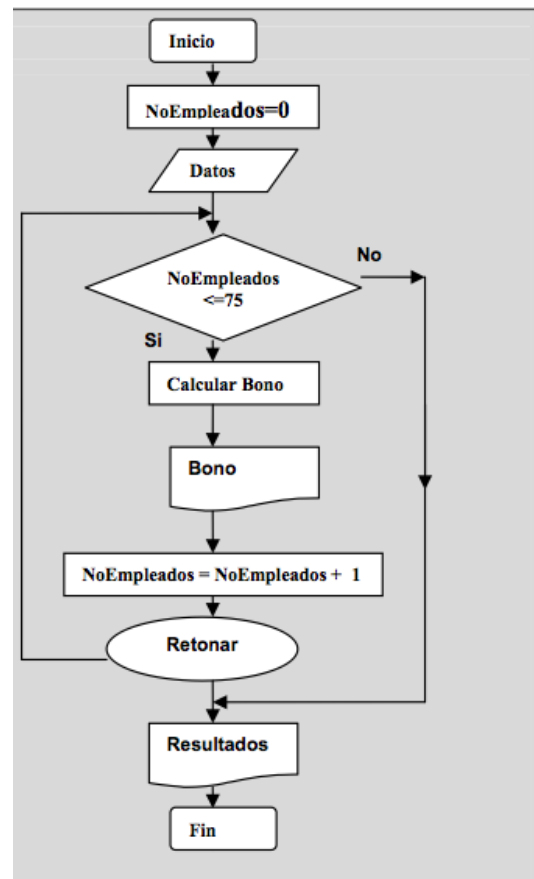 Inicio
NoEmpleados=0
Datos
No
NoEmpleados
<=75
Si
Calcular Bono
Bono
NoEmpleados = NoEmpleados + 1
Retonar
Resultados
Fin